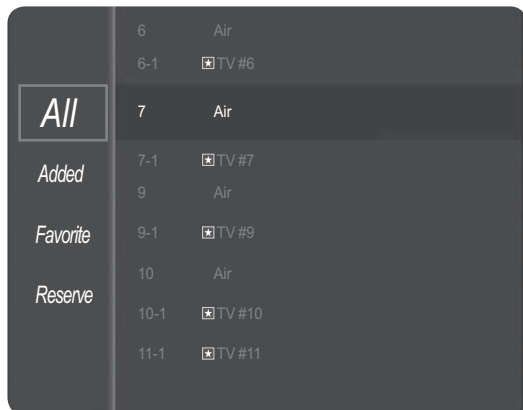 All
Added
Favorite
Reserve
6 Air
6-1 ★ TV #6
7 Air
7-1 ★ TV #7
9 Air
9-1 ★ TV #9
10 Air
10-1 ★ TV #10
11-1 ★ TV #11